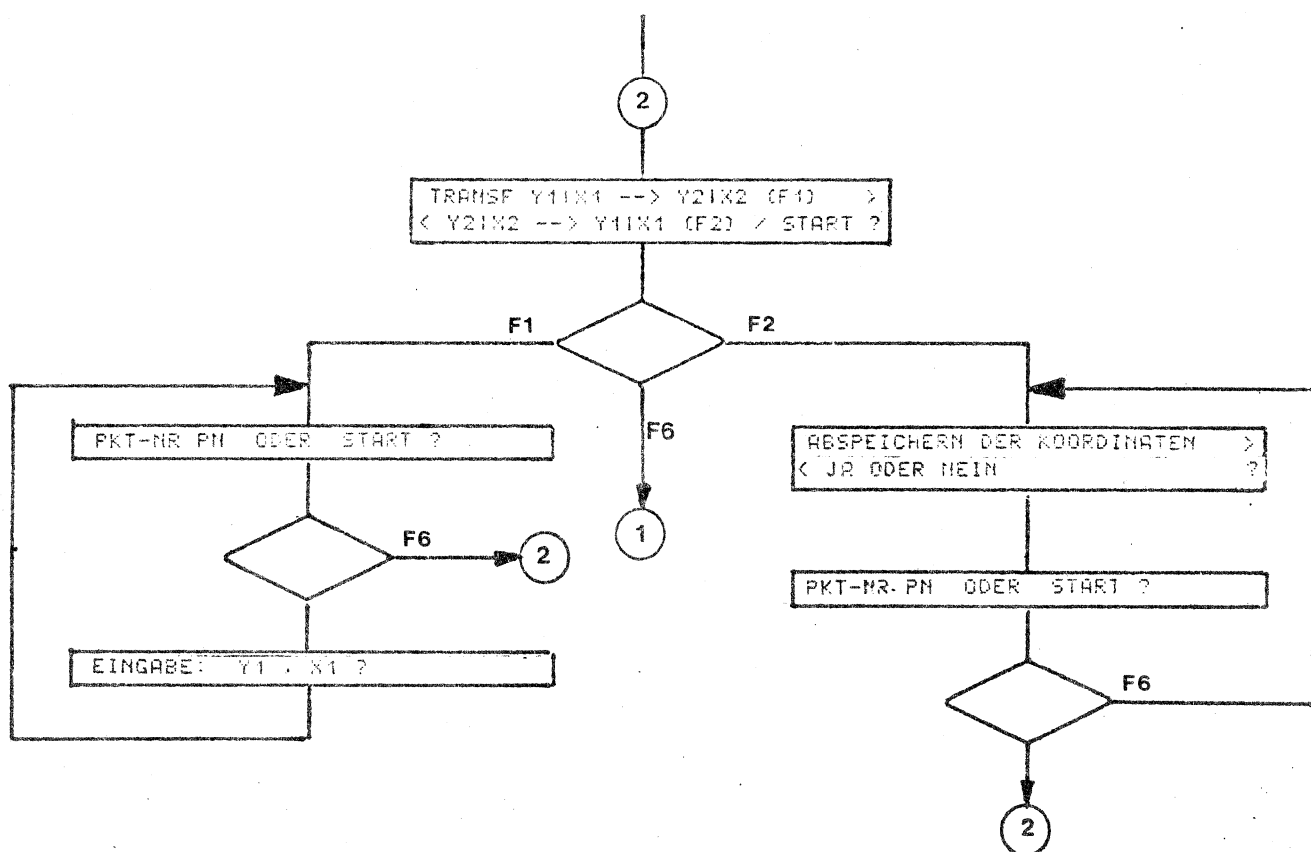 2
TRANSF Y1!X1 --> Y2!X2 (F1) >
< Y2!X2 --> Y1!X1 (F2) / START ?
F1
F2
PKT-NR PN ODER START ?
F6
ABSPEICHERN DER KOORDINATEN >
< JA ODER NEIN ?
1
F6
2
PKT-NR. PN ODER START ?
EINGABE: Y1 , X1 ?
F6
2